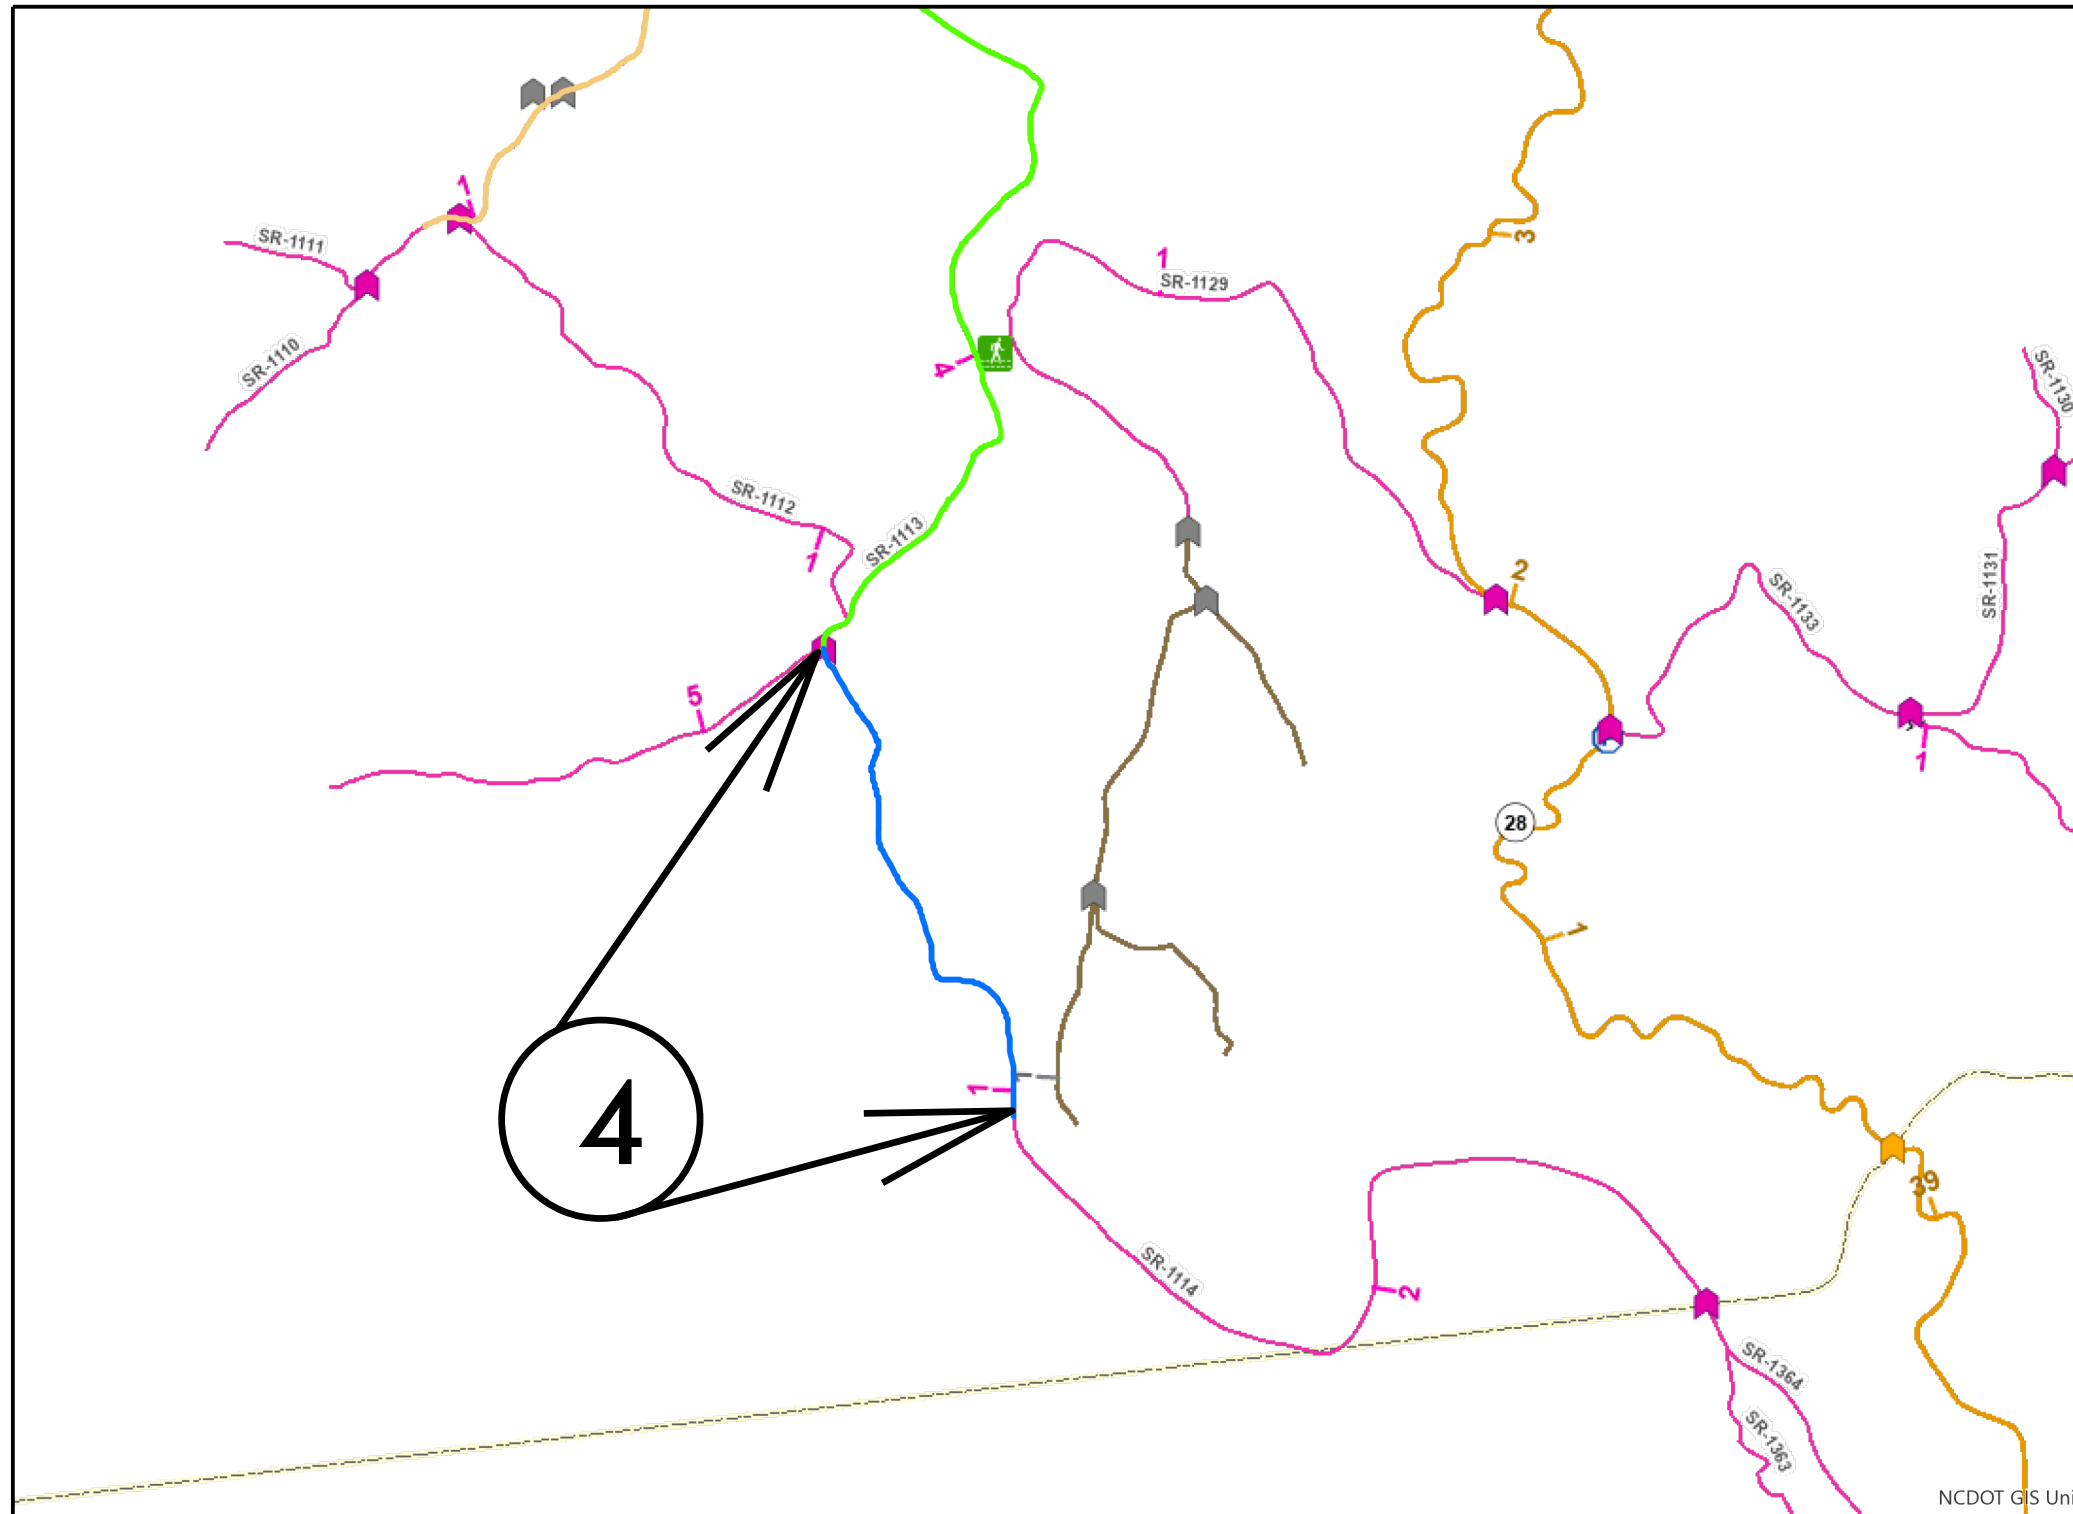 1
SR-1111
SR-1110
SR-1112
1
SR-1113
4
1
SR-1129
3
2
SR-1130
SR-1131
SR-1133
1
5
28
1
4
1
39
SR-1114
2
SR-1364
SR-1363
NCDOT GIS Uni